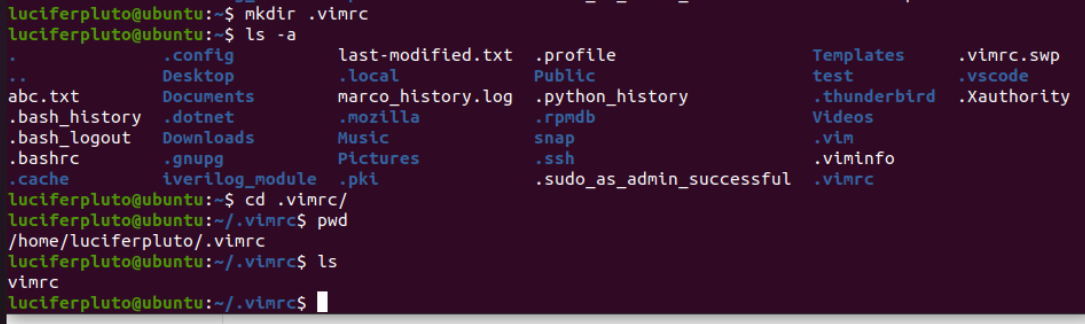 luciferpluto@ubuntu:~$ mkdir .vimrc
luciferpluto@ubuntu:~$ ls -a
. .config last-modified.txt .profile Templates .vimrc.swp
.. Desktop .local Public test .vscode
abc.txt Documents marco_history.log .python_history .thunderbird .Xauthority
.bash_history .dotnet .mozilla .rpmdb Videos
.bash_logout Downloads Music snap .vim
.bashrc .gnupg Pictures .ssh .viminfo
.cache iverilog_module .pki .sudo_as_admin_successful .vimrc
luciferpluto@ubuntu:~$ cd .vimrc/
luciferpluto@ubuntu:~/.vimrc$ pwd
/home/luciferpluto/.vimrc
luciferpluto@ubuntu:~/.vimrc$ ls
vimrc
luciferpluto@ubuntu:~/.vimrc$